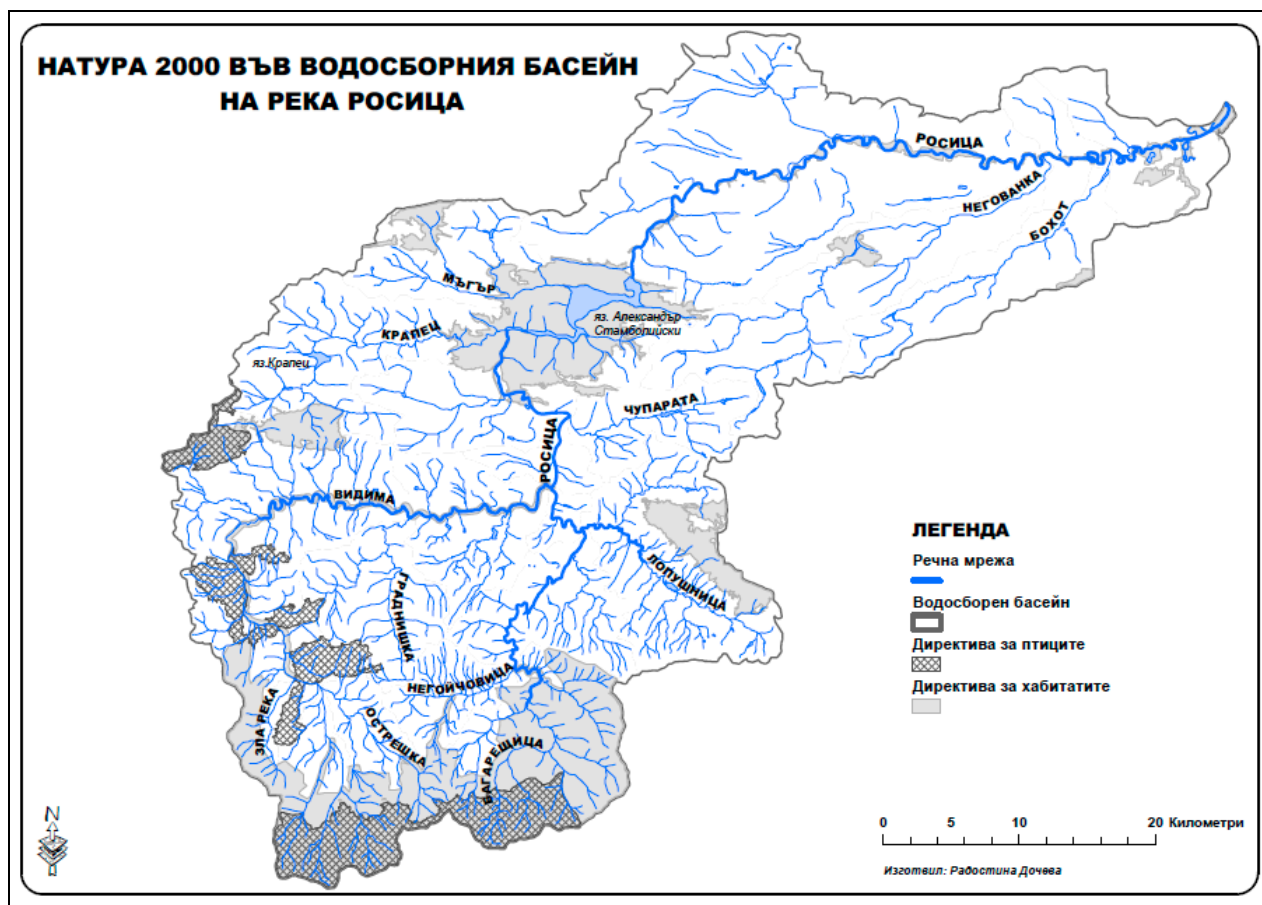 НАТУРА 2000 ВЪВ ВОДОСБОРНИЯ БАСЕЙН
НА РЕКА РОСИЦА
РОСИЦА
НЕГОВАНКА
БОХОТ
МЪГЪР
яз. Александър
Стамболийски
КРАПЕЦ
яз.Крапец
ЧУПАРАТА
РОСИЦА
ВИДИМА
ЛОПУШНИЦА
ГРАДНИШКА
НЕГОЙЧОВИЦА
ЗЛА РЕКА
ОСТРЕШКА
БАГАРЕЩИЦА
ЛЕГЕНДА
Речна мрежа
Водосборен басейн
Директива за птиците
Директива за хабитатите
N
0 5 10 20 Километри
Изготвил: Радостина Дочева